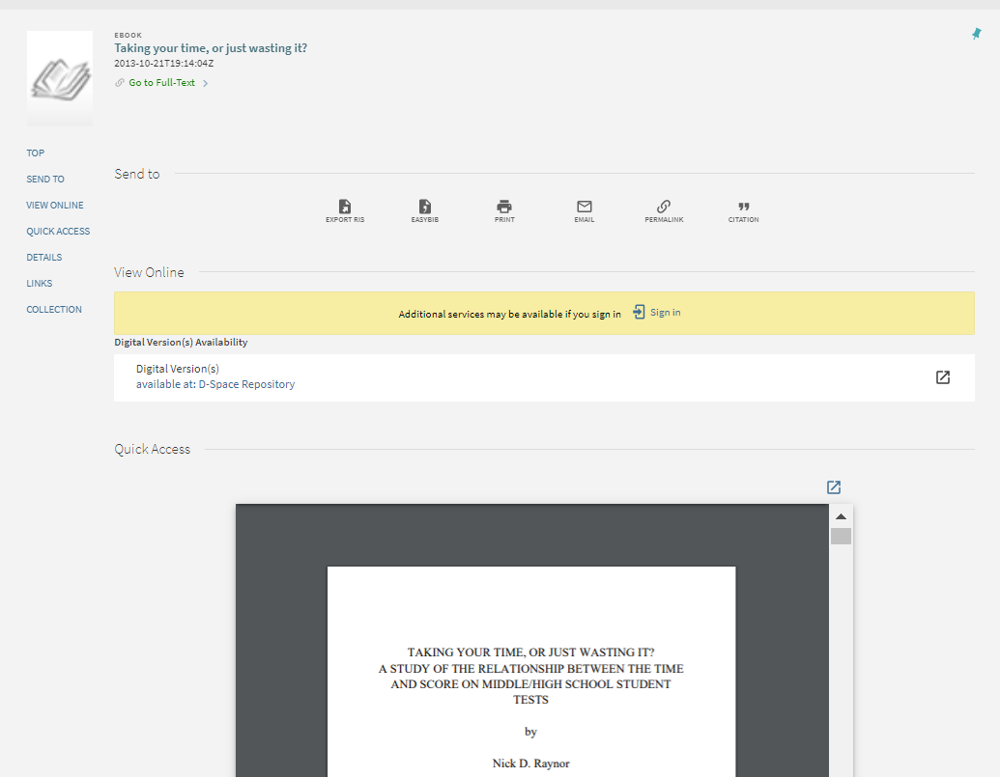 EBOOK
Taking your time, or just wasting it?
2013-10-21T19:14:04Z
Go to Full-Text
TOP
SEND TO
VIEW ONLINE
QUICK ACCESS
DETAILS
LINKS
COLLECTION
Send to
EXPORT RIS
EASYBIB
PRINT
EMAIL
PERMALINK
CITATION
View Online
Additional services may be available if you sign in Sign in
Digital Version(s) Availability
Digital Version(s)
available at: D-Space Repository
Quick Access
TAKING YOUR TIME, OR JUST WASTING IT?
A STUDY OF THE RELATIONSHIP BETWEEN THE TIME
AND SCORE ON MIDDLE/HIGH SCHOOL STUDENT
TESTS
by
Nick D. Raynor